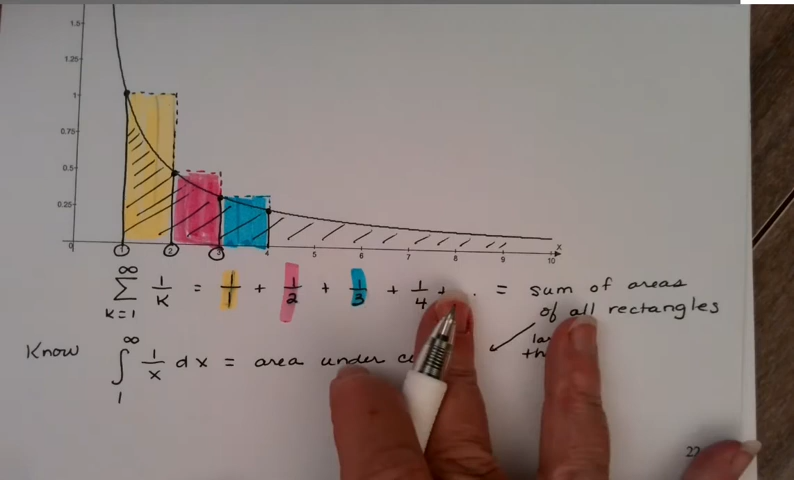 1.5
1.25
1
0.75
0.5
0.25
0 1 2 3 4 5 6 7 8 9 10 x
∞
∑ 1/K = 1/1 + 1/2 + 1/3 + 1/4 + . = sum of areas
K=1
of all rectangles
Know ∫ 1 ∞ 1/x dx = area under
22